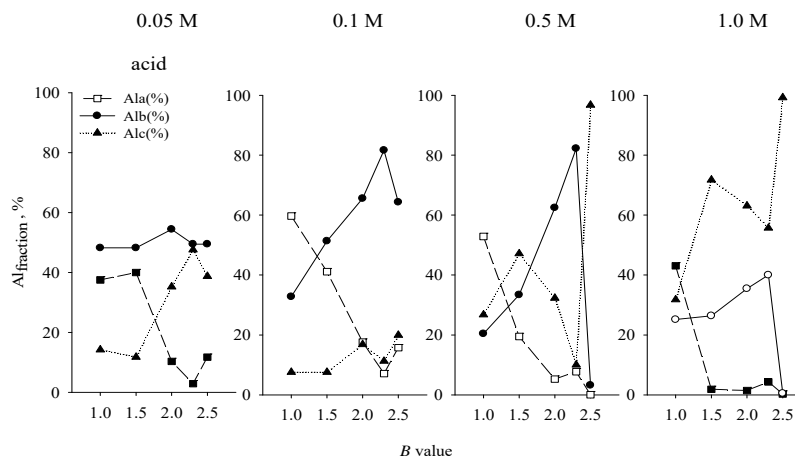 0.05 M 0.1 M 0.5 M 1.0 M
acid
Ala(%)
Alb(%)
Alc(%)
Al fraction, %
100 100 100 100
80 80 80 80
60 60 60 60
40 40 40 40
20 20 20 20
0 0 0 0
1.0 1.5 2.0 2.5 1.0 1.5 2.0 2.5 1.0 1.5 2.0 2.5 1.0 1.5 2.0 2.5
B value